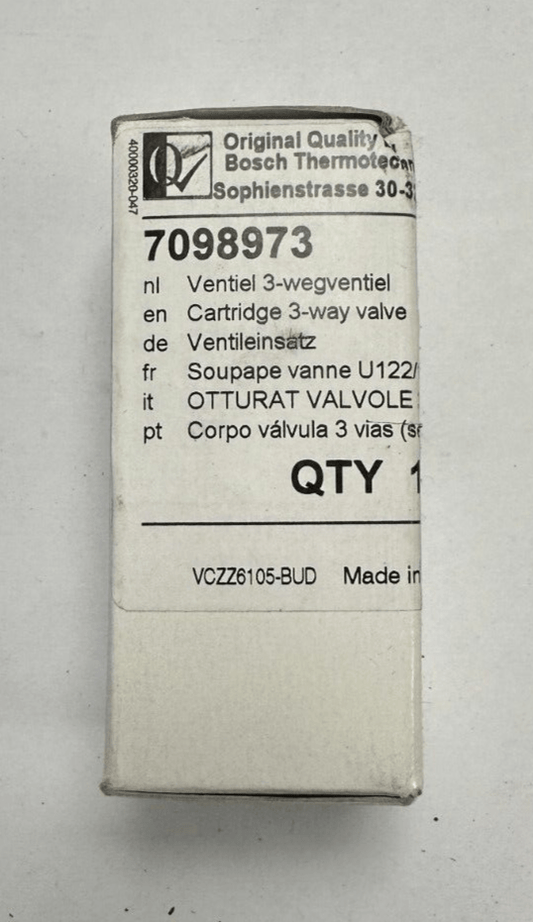 40000320-047
Original Quality
Bosch Thermotec
Sophienstrasse 30-3
7098973
nl Ventiel 3-wegventiel
en Cartridge 3-way valve
de Ventileinsatz
fr Soupape vanne U122/
it OTTURAT VALVOLE
pt Corpo válvula 3 vias (s
QTY 1
VCZZ6105-BUD Made in